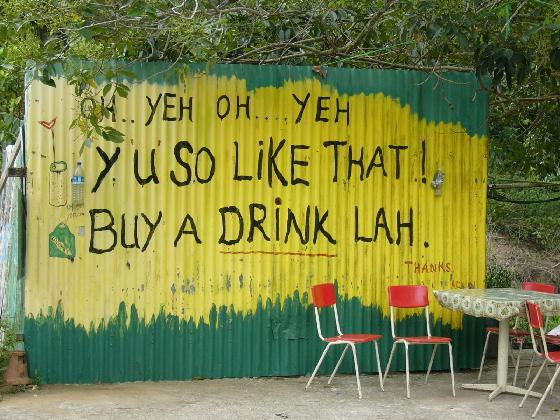 OH.. YEH OH.... YEH
Y U SO LIKE THAT !
BUY A DRINK LAH.
THANKS.